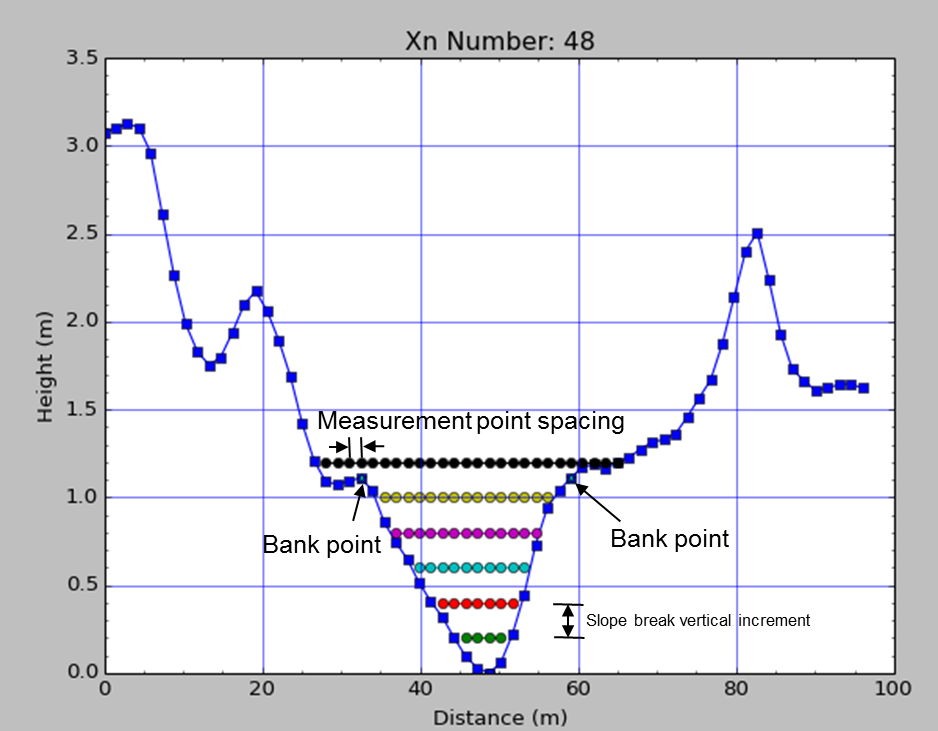 Xn Number: 48
3.5
3.0
2.5
2.0
1.5
1.0
0.5
0.0
Height (m)
Measurement point spacing
Bank point
Bank point
Slope break vertical increment
0
20
40
60
80
100
Distance (m)